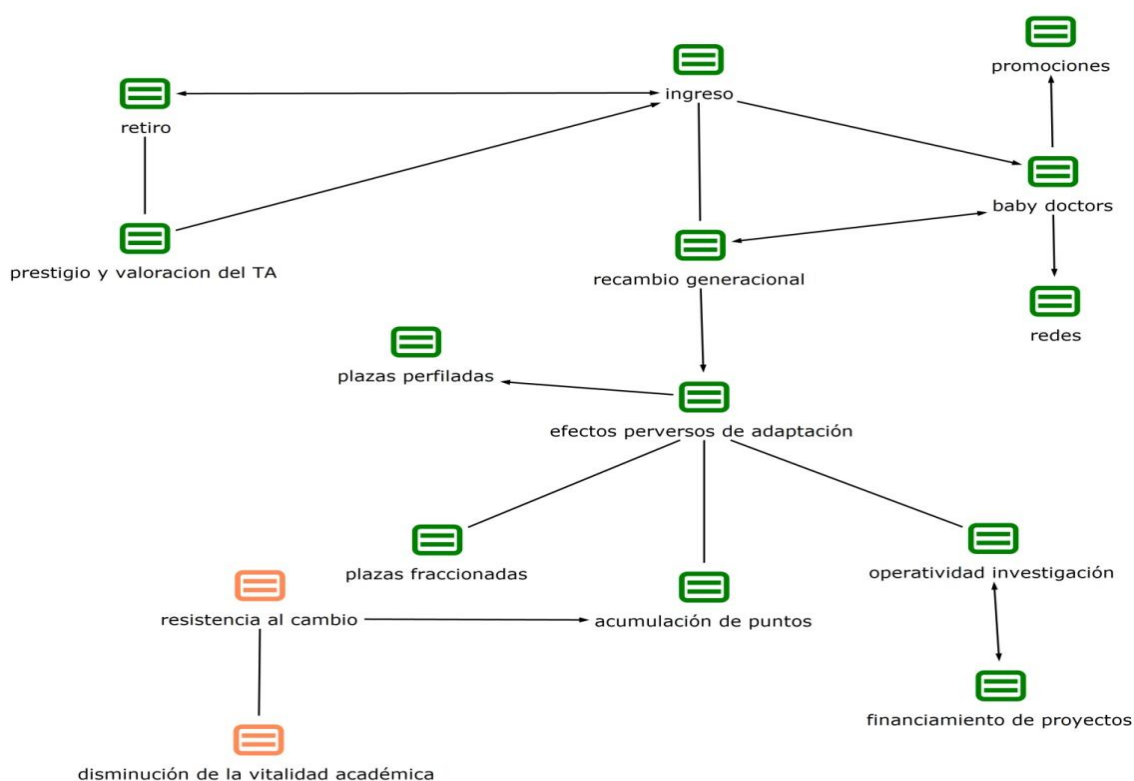 promociones
ingreso
retiro
baby doctors
prestigio y valoracion del TA
recambio generacional
redes
plazas perfiladas
efectos perversos de adaptación
plazas fraccionadas
operatividad investigación
resistencia al cambio
acumulación de puntos
financiamiento de proyectos
disminución de la vitalidad académica